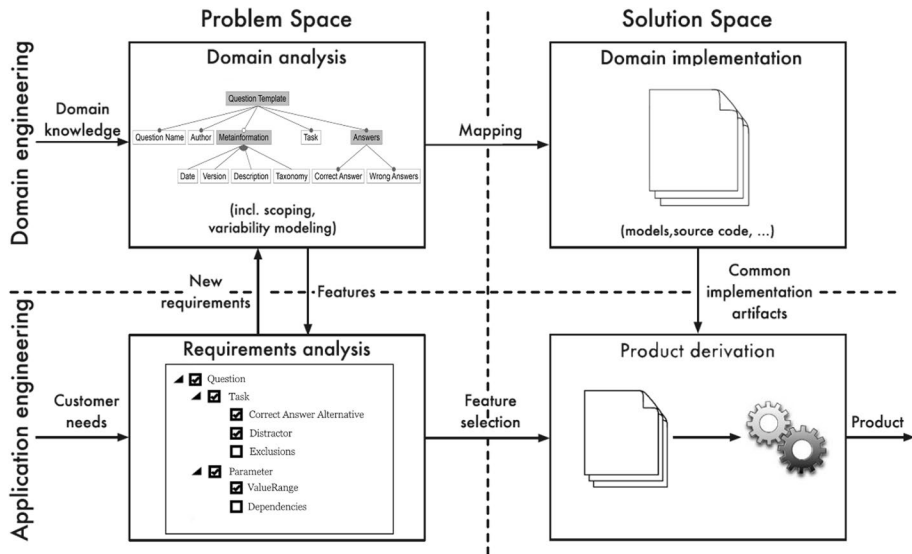 Problem Space
Solution Space
Domain engineering
Domain
knowledge
Domain analysis
Question Template
Question Name
Author
Metainformation
Task
Answers
Date
Version
Description
Taxonomy
Correct Answer
Wrong Answers
(incl. scoping,
variability modeling)
Mapping
Domain implementation
(models,source code, ...)
New
requirements
Features
Common
implementation
artifacts
Application engineering
Customer
needs
Requirements analysis
Question
Task
Correct Answer Alternative
Distractor
Exclusions
Parameter
ValueRange
Dependencies
Feature
selection
Product derivation
Product